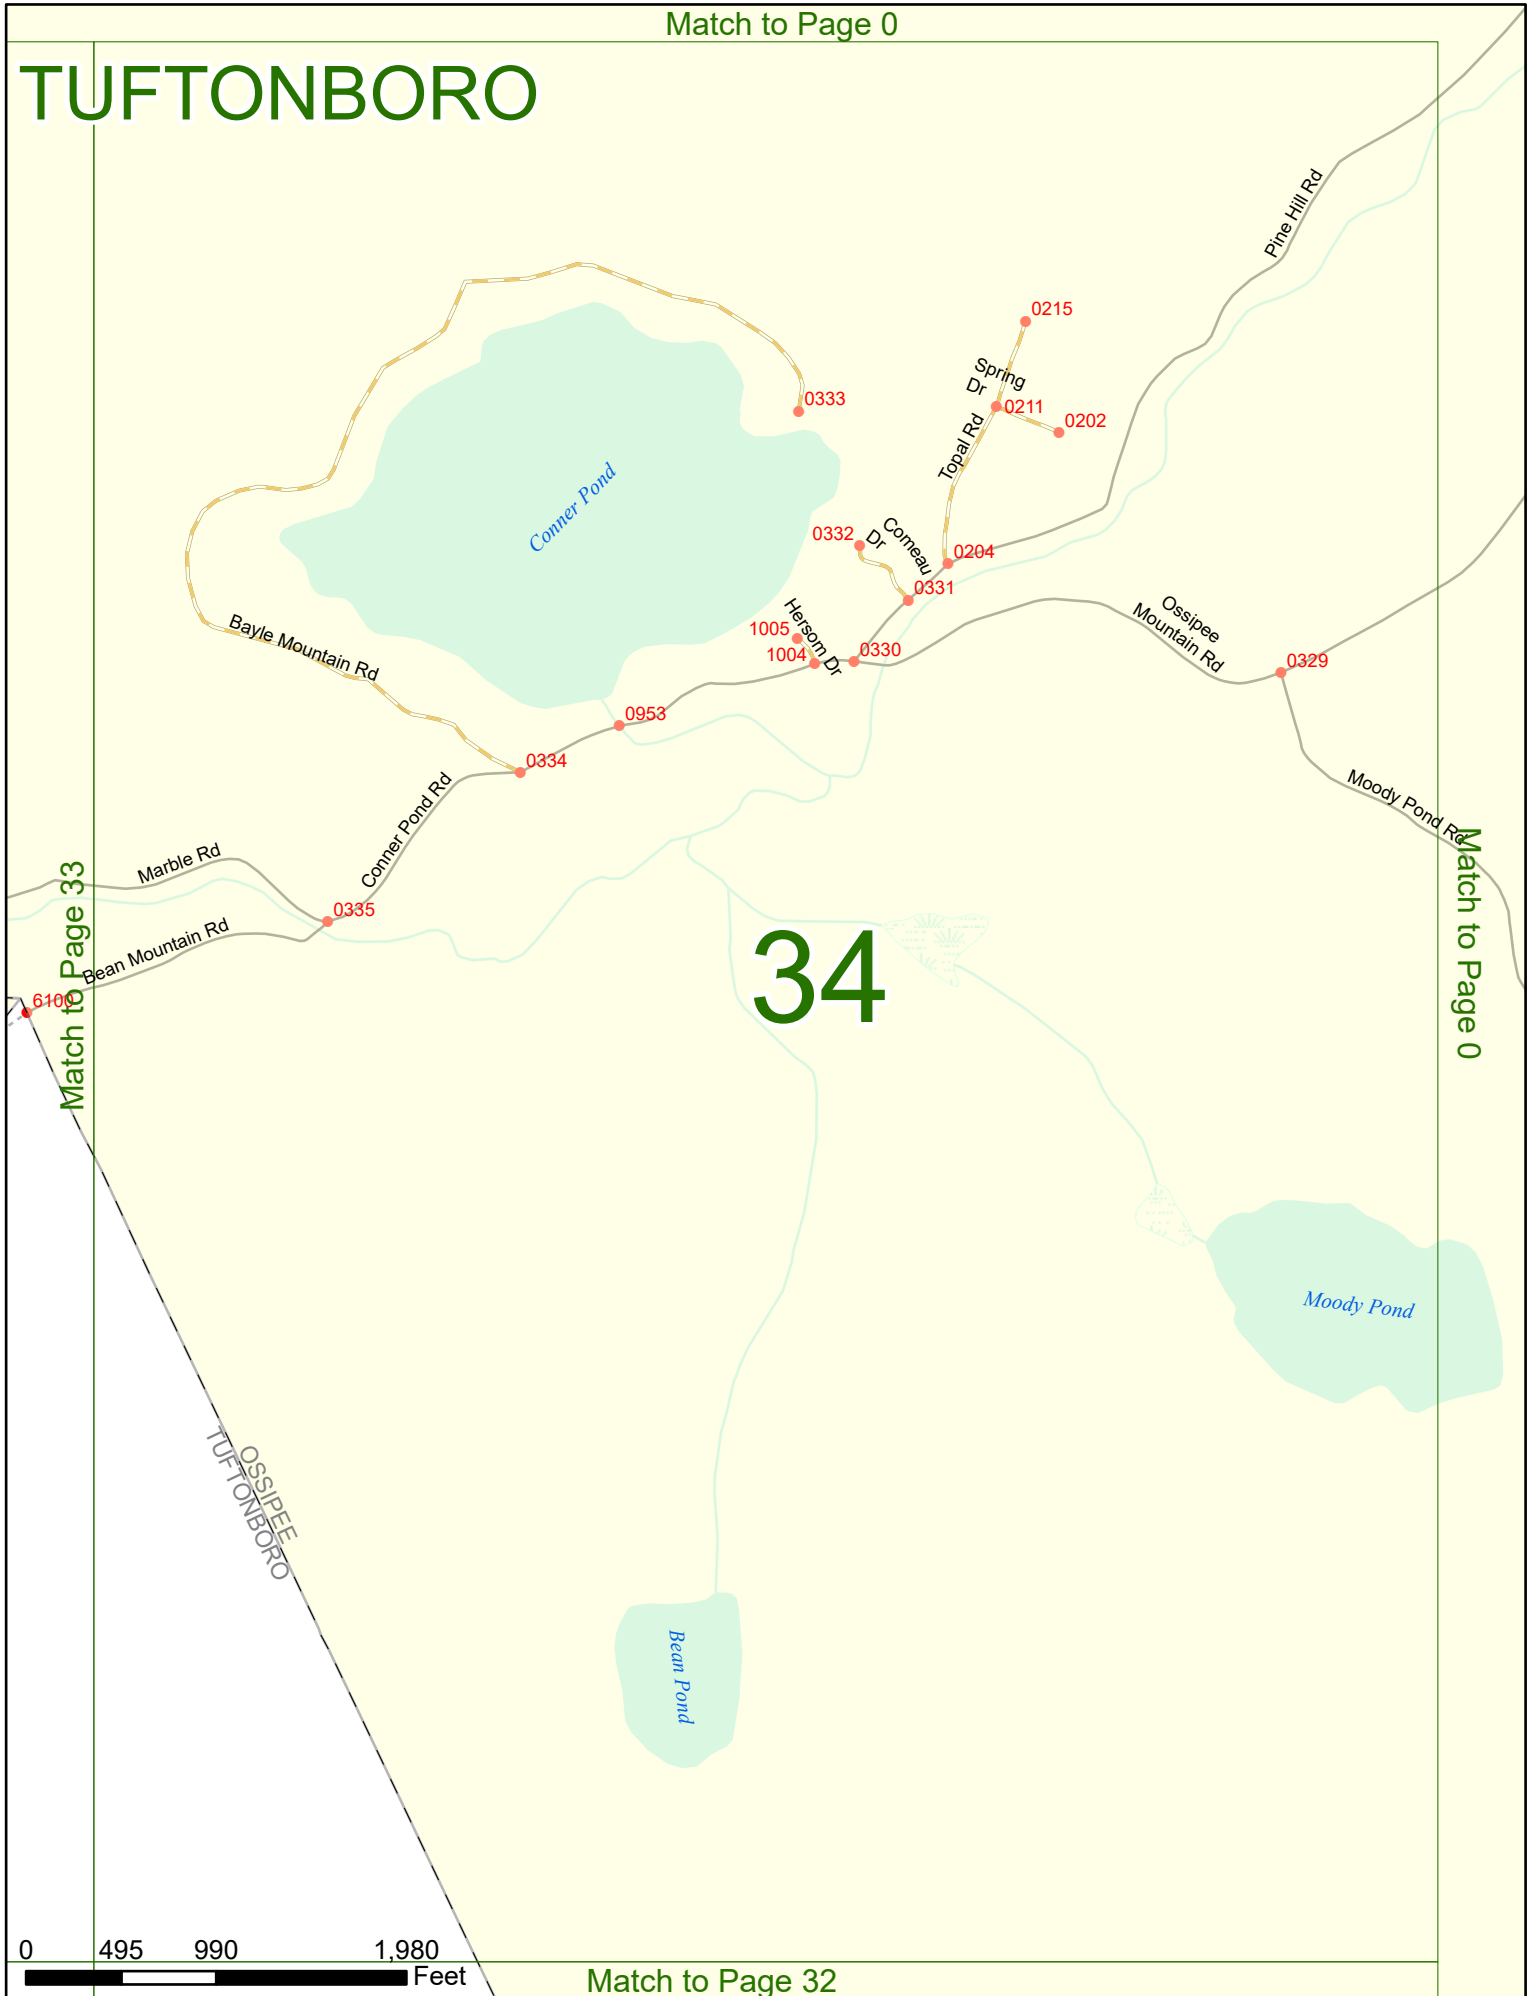 Match to Page 0
TUFTONBORO
Pine Hill Rd
0215
Spring
Dr
0333
0211
0202
Topal Rd
Conner Pond
0332
Comeau
Dr
0204
0331
Ossipee
Mountain Rd
Hersom Dr
1005
1004
0330
0329
Bayle Mountain Rd
0953
0334
Conner Pond Rd
Moody Pond Rd
Marble Rd
0335
Bean Mountain Rd
6100
Match to Page 33
34
Match to Page 0
Moody Pond
OSSIPEE
TUFTONBORO
Bean Pond
0 495 990 1,980
Feet
Match to Page 32